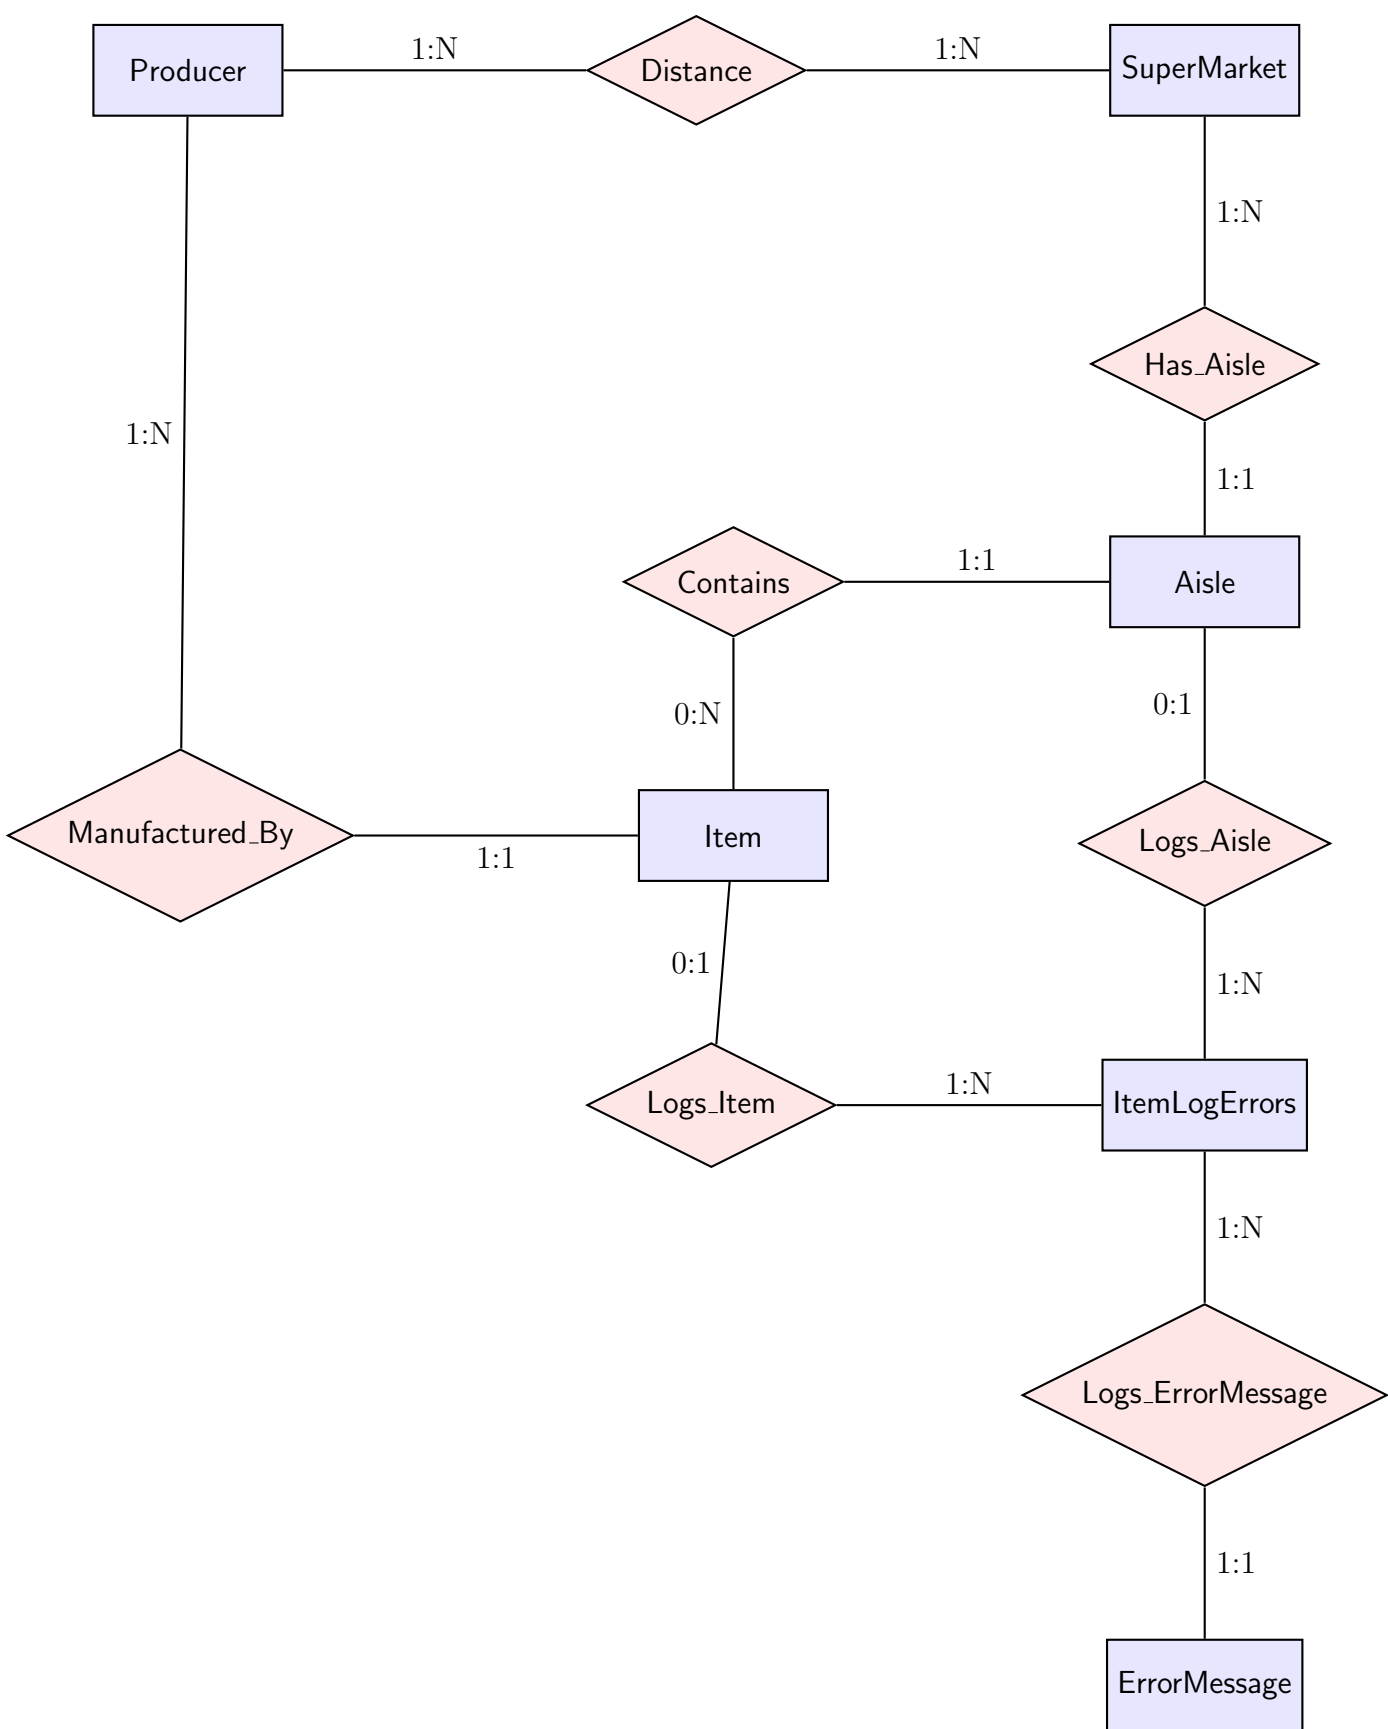 Producer
1:N
Distance
1:N
SuperMarket
1:N
Has_Aisle
1:N
1:1
Contains
1:1
Aisle
0:N
0:1
Manufactured_By
1:1
Item
Logs_Aisle
0:1
1:N
Logs_Item
1:N
ItemLogErrors
1:N
Logs_ErrorMessage
1:1
ErrorMessage